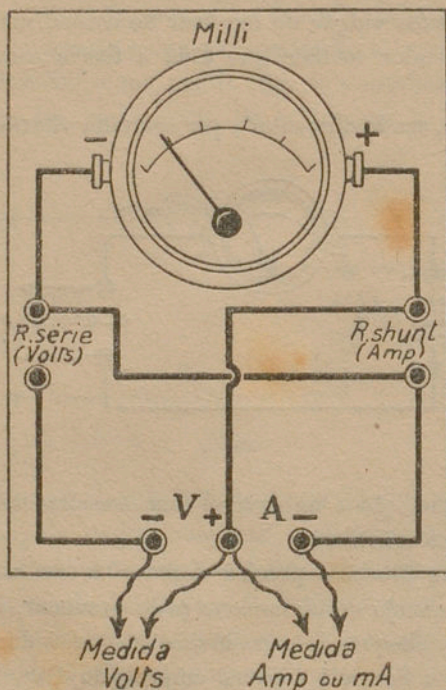 Milli
- +
R.série
(Volts)
R.shunt
(Amp)
- V + A -
Medida
Volts
Medida
Amp ou mA